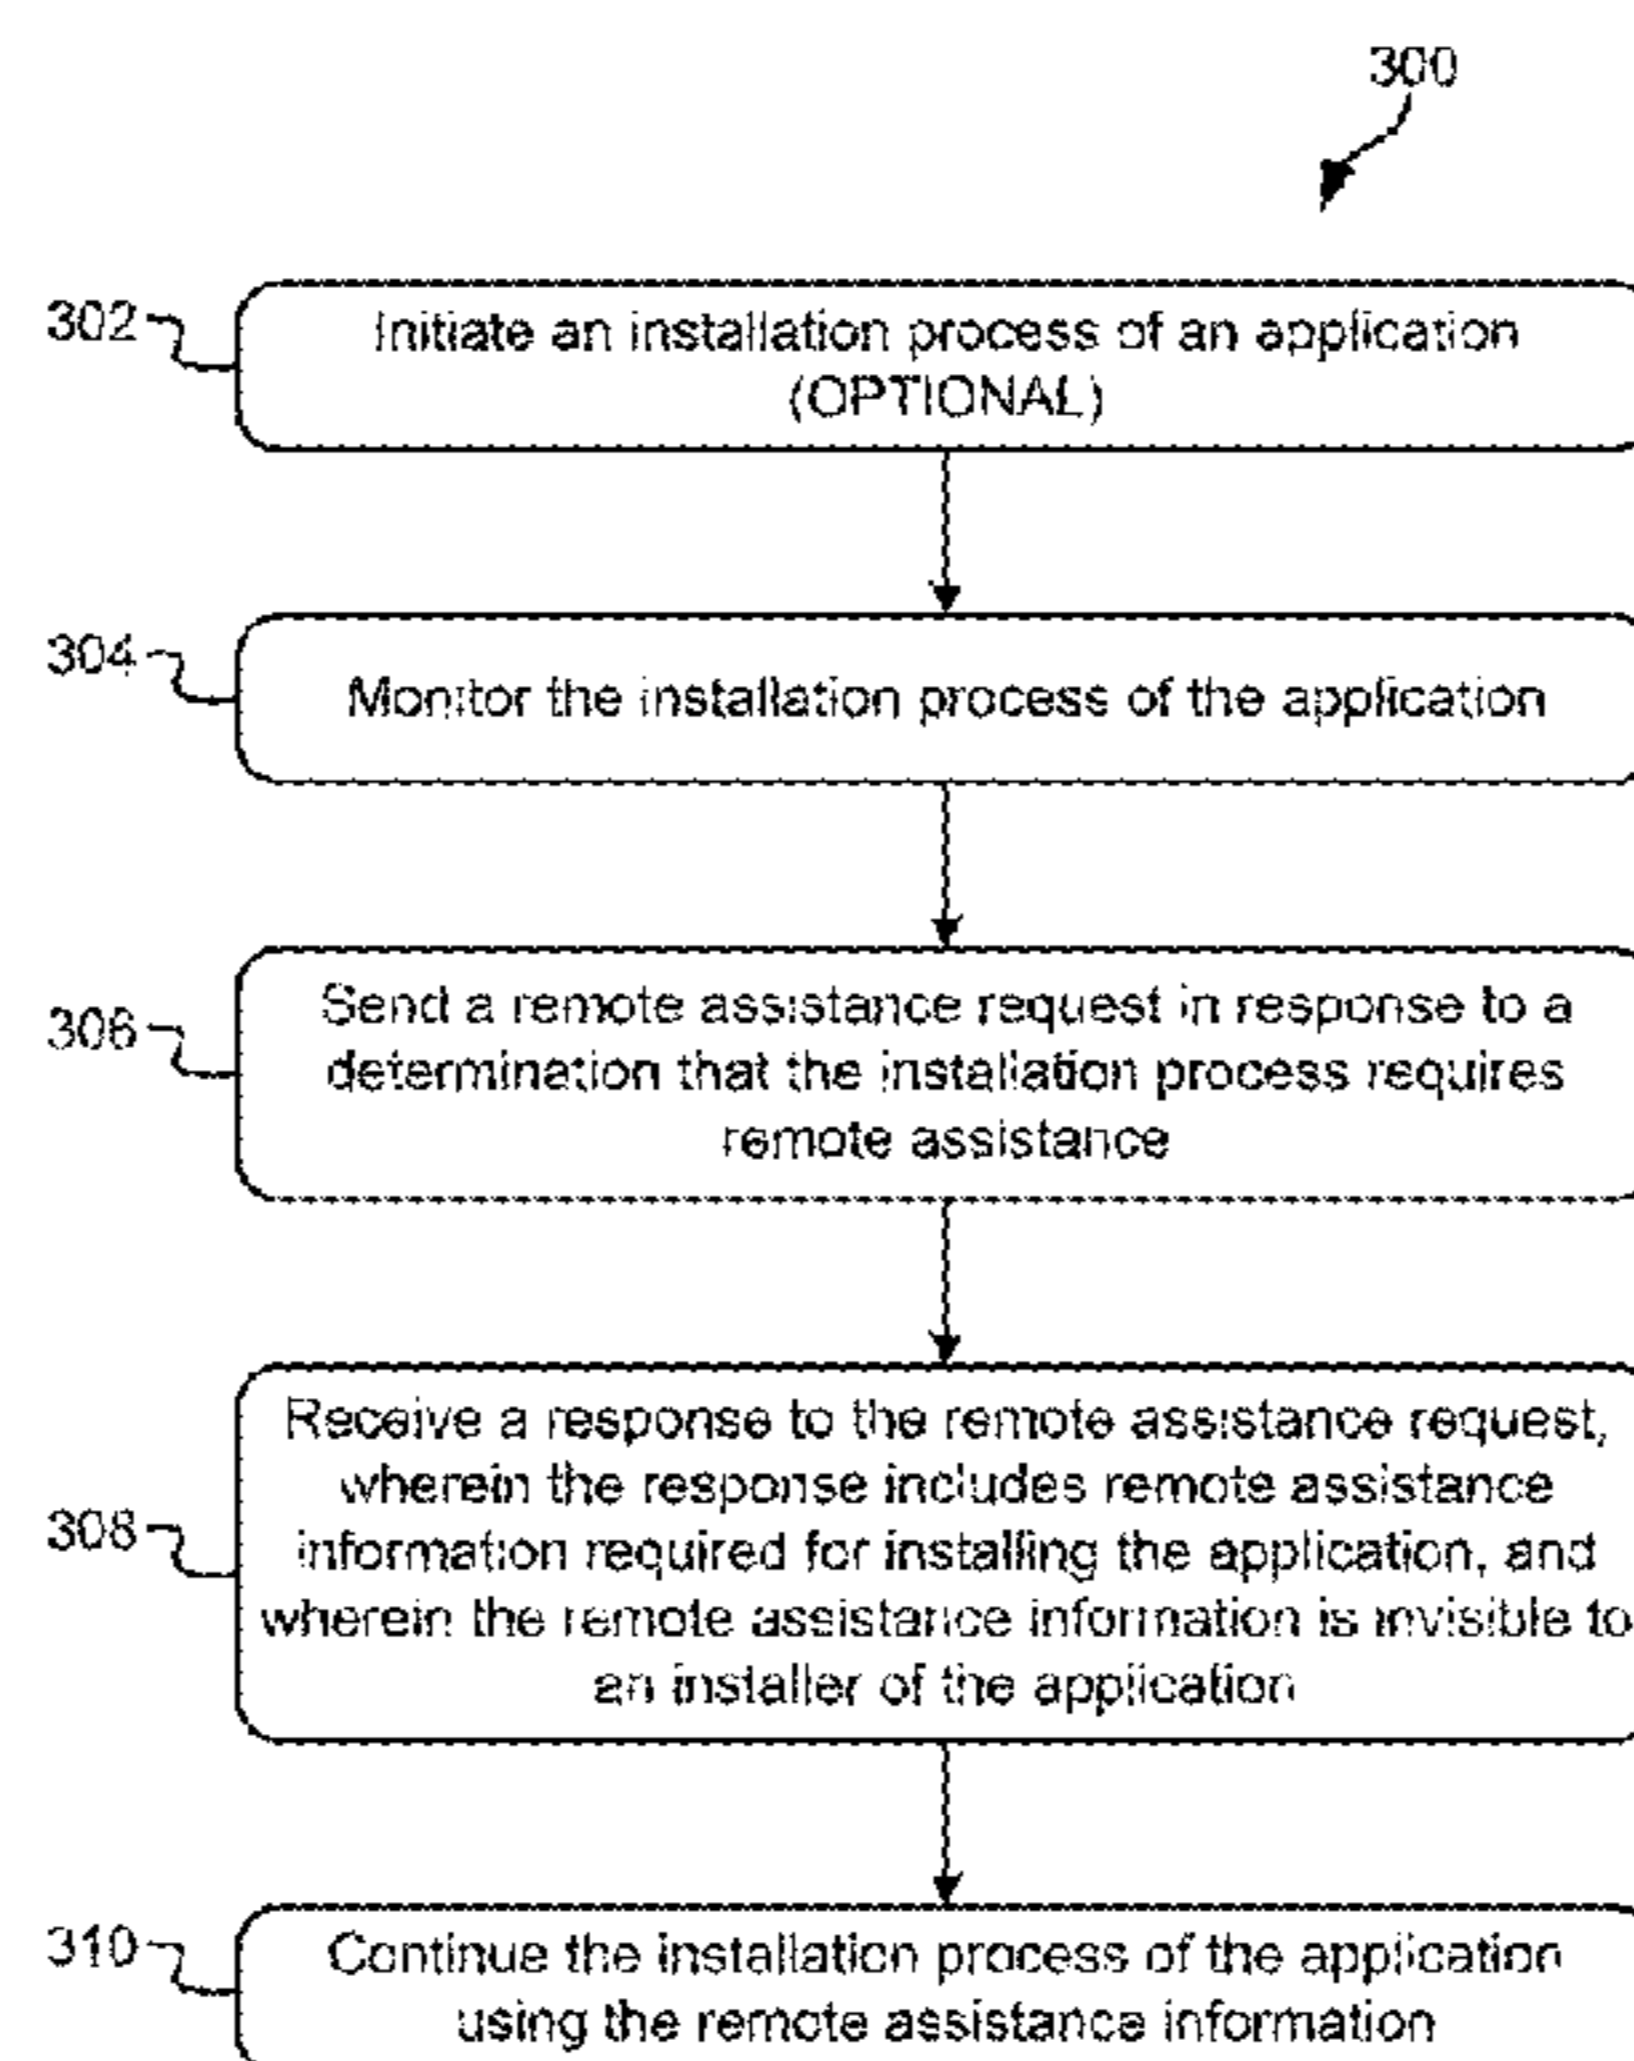 300
302
Initiate an installation process of an application
(OPTIONAL)
304
Monitor the installation process of the application
306
Send a remote assistance request in response to a
determination that the installation process requires
remote assistance
308
Receive a response to the remote assistance request,
wherein the response includes remote assistance
information required for installing the application, and
wherein the remote assistance information is invisible to
an installer of the application
310
Continue the installation process of the application
using the remote assistance information